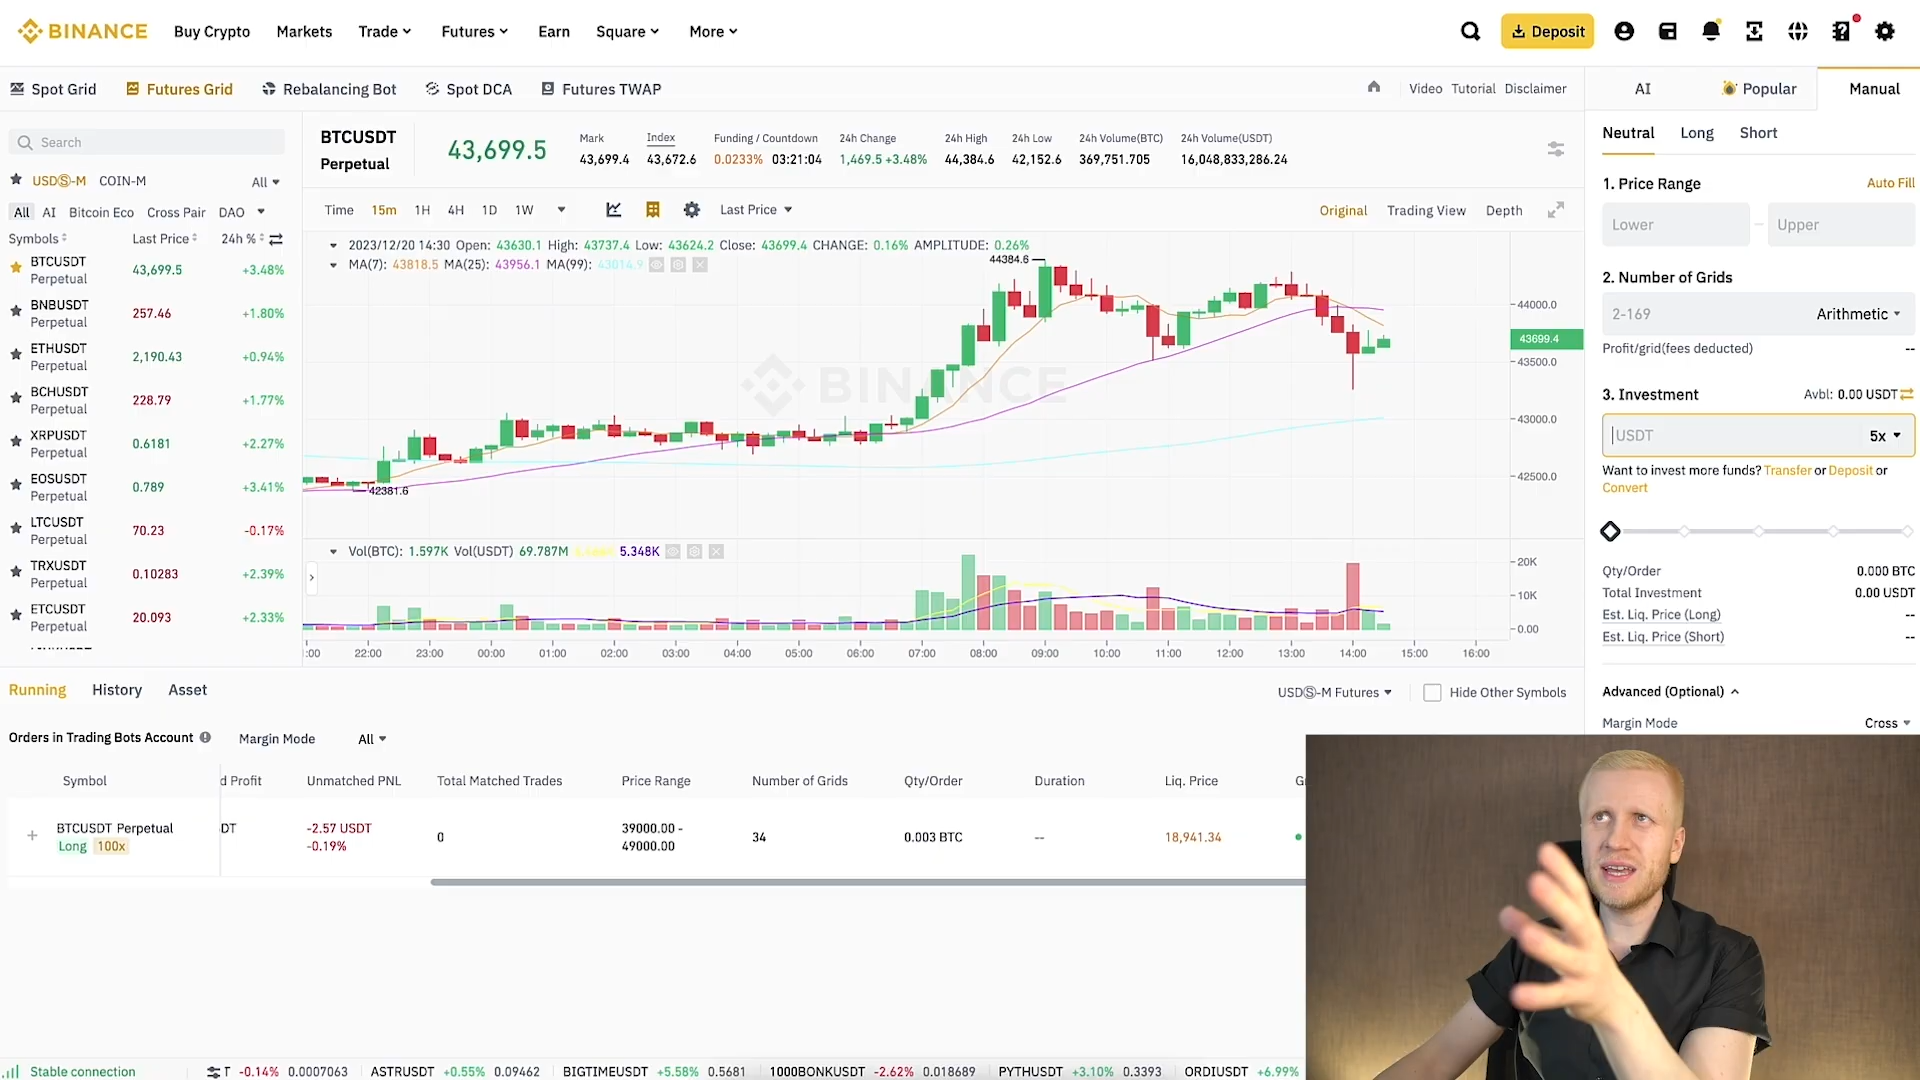 BINANCE
Buy Crypto Markets Trade Futures Earn Square More
Deposit
Spot Grid Futures Grid Rebalancing Bot Spot DCA Futures TWAP
Video Tutorial Disclaimer
AI Popular Manual
Search
USDⓈ-M COIN-M All
All AI Bitcoin Eco Cross Pair DAO
Symbols Last Price 24h %
BTCUSDT 43,699.5 +3.48%
Perpetual
BNBUSDT 257.46 +1.80%
Perpetual
ETHUSDT 2,190.43 +0.94%
Perpetual
BCHUSDT 228.79 +1.77%
Perpetual
XRPUSDT 0.6181 +2.27%
Perpetual
EOSUSDT 0.789 +3.41%
Perpetual
LTCUSDT 70.23 -0.17%
Perpetual
TRXUSDT 0.10283 +2.39%
Perpetual
ETCUSDT 20.093 +2.33%
Perpetual
BTCUSDT
Perpetual
43,699.5
Mark Index Funding / Countdown 24h Change 24h High 24h Low 24h Volume(BTC) 24h Volume(USDT)
43,699.4 43,672.6 0.0233% 03:21:04 1,469.5 +3.48% 44,384.6 42,152.6 369,751.705 16,048,833,286.24
Time 15m 1H 4H 1D 1W Last Price Original Trading View Depth
2023/12/20 14:30 Open: 43630.1 High: 43737.4 Low: 43624.2 Close: 43699.4 CHANGE: 0.16% AMPLITUDE: 0.26%
MA(7): 43818.5 MA(25): 43956.1 MA(99): 43014.9
44384.6
44000.0
43699.4
43500.0
BINANCE
43000.0
42500.0
42381.6
Vol(BTC): 1.597K Vol(USDT) 69.787M 5.348K
20K
10K
0.00
:00 22:00 23:00 00:00 01:00 02:00 03:00 04:00 05:00 06:00 07:00 08:00 09:00 10:00 11:00 12:00 13:00 14:00 15:00 16:00
Neutral Long Short
1. Price Range Auto Fill
Lower Upper
2. Number of Grids
2-169 Arithmetic
Profit/grid(fees deducted) --
3. Investment Avbl: 0.00 USDT
USDT 5x
Want to invest more funds? Transfer or Deposit or
Convert
Qty/Order 0.000 BTC
Total Investment 0.00 USDT
Est. Liq. Price (Long) --
Est. Liq. Price (Short) --
Advanced (Optional)
Margin Mode Cross
Running History Asset
USDⓈ-M Futures Hide Other Symbols
Orders in Trading Bots Account Margin Mode All
Symbol d Profit Unmatched PNL Total Matched Trades Price Range Number of Grids Qty/Order Duration Liq. Price G
BTCUSDT Perpetual
Long 100x
DT
-2.57 USDT
-0.19%
0
39000.00 -
49000.00
34
0.003 BTC
--
18,941.34
Stable connection T -0.14% 0.0007063 ASTRUSDT +0.55% 0.09462 BIGTIMEUSDT +5.58% 0.5681 1000BONKUSDT -2.62% 0.018689 PYTHUSDT +3.10% 0.3393 ORDIUSDT +6.99%